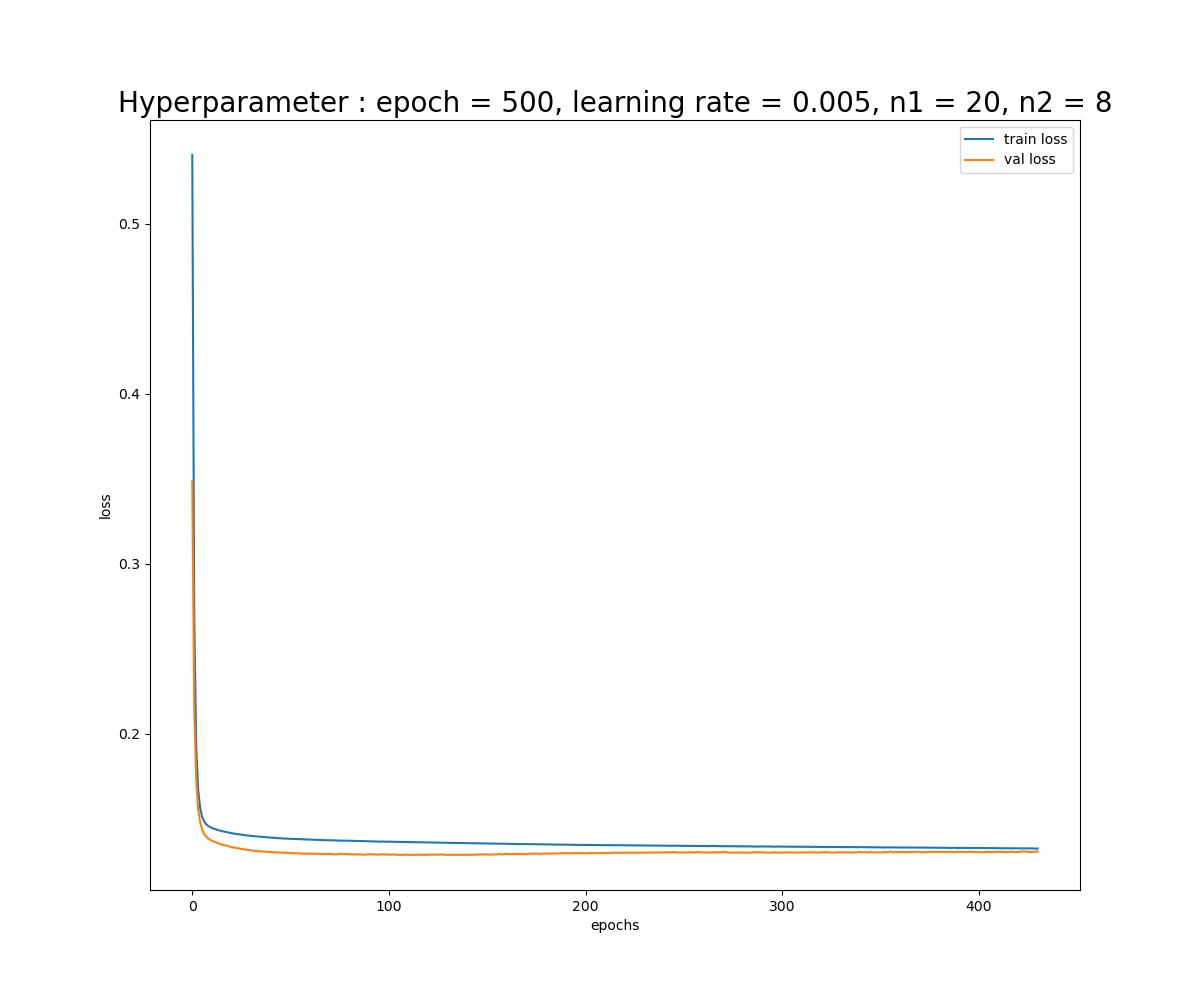 Hyperparameter : epoch = 500, learning rate = 0.005, n1 = 20, n2 = 8
train loss
val loss
0.5
0.4
0.3
0.2
loss
0 100 200 300 400
epochs